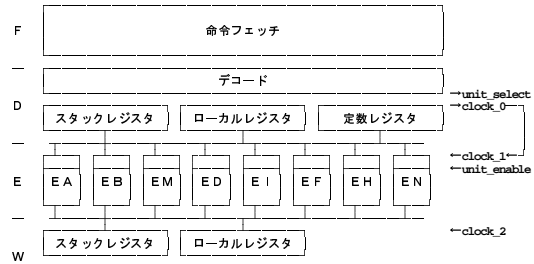 F
命令フェッチ
デコード
→unit_select
D
→clock_0
スタックレジスタ
ローカルレジスタ
定数レジスタ
←clock_1←
←unit_enable
E
EA EB EM ED EI EF EH EN
←clock_2
スタックレジスタ
ローカルレジスタ
W